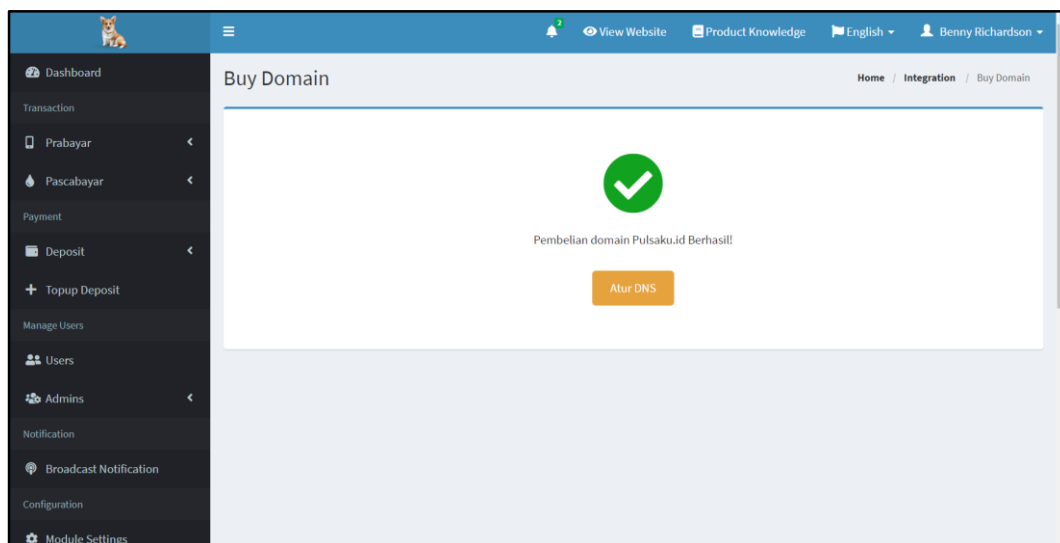 2
View Website
Product Knowledge
English
Benny Richardson
Dashboard
Transaction
Prabayar
Pascabayar
Payment
Deposit
Topup Deposit
Manage Users
Users
Admins
Notification
Broadcast Notification
Configuration
Module Settings
Buy Domain
Home / Integration / Buy Domain
Pembelian domain Pulsaku.id Berhasil!
Atur DNS